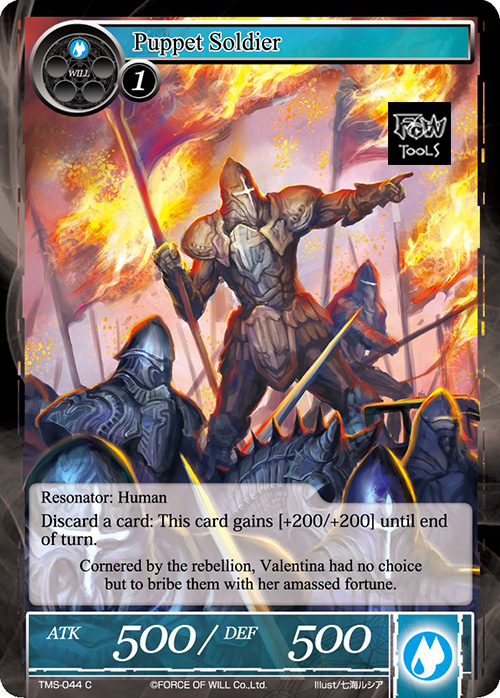 Puppet Soldier
WILL
1
FOW
TOOLS
Resonator: Human
Discard a card: This card gains [+200/+200] until end
of turn.
Cornered by the rebellion, Valentina had no choice
but to bribe them with her amassed fortune.
ATK 500 / DEF 500
TMS-044 C ©FORCE OF WILL Co.,Ltd. Illust/七海ルシア